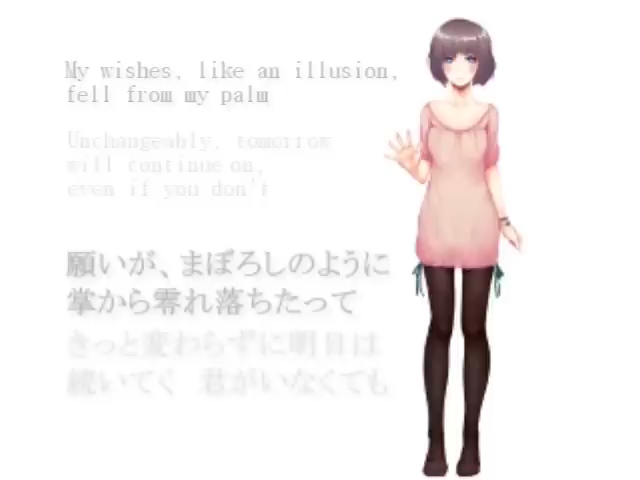 My wishes, like an illusion,
fell from my palm
Unchangeably, tomorrow
will continue on,
even if you don't
願いが、まぼろしのように
掌から零れ落ちたって
きっと変わらずに明日は
続いてく 君がいなくても